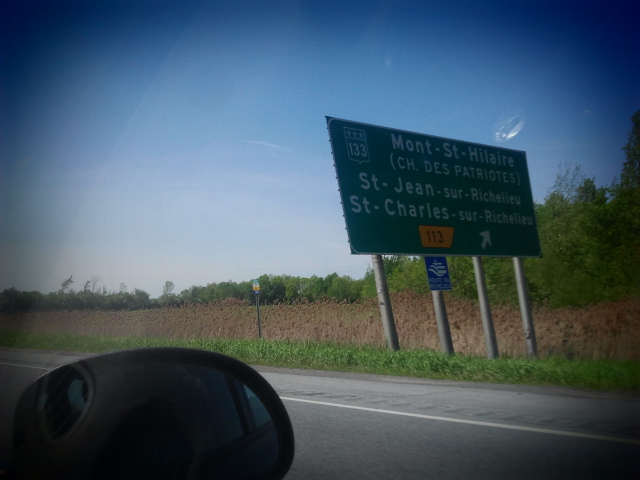 133
Mont-St-Hilaire
(CH. DES PATRIOTES)
St-Jean-sur-Richelieu
St-Charles-sur-Richelieu
113